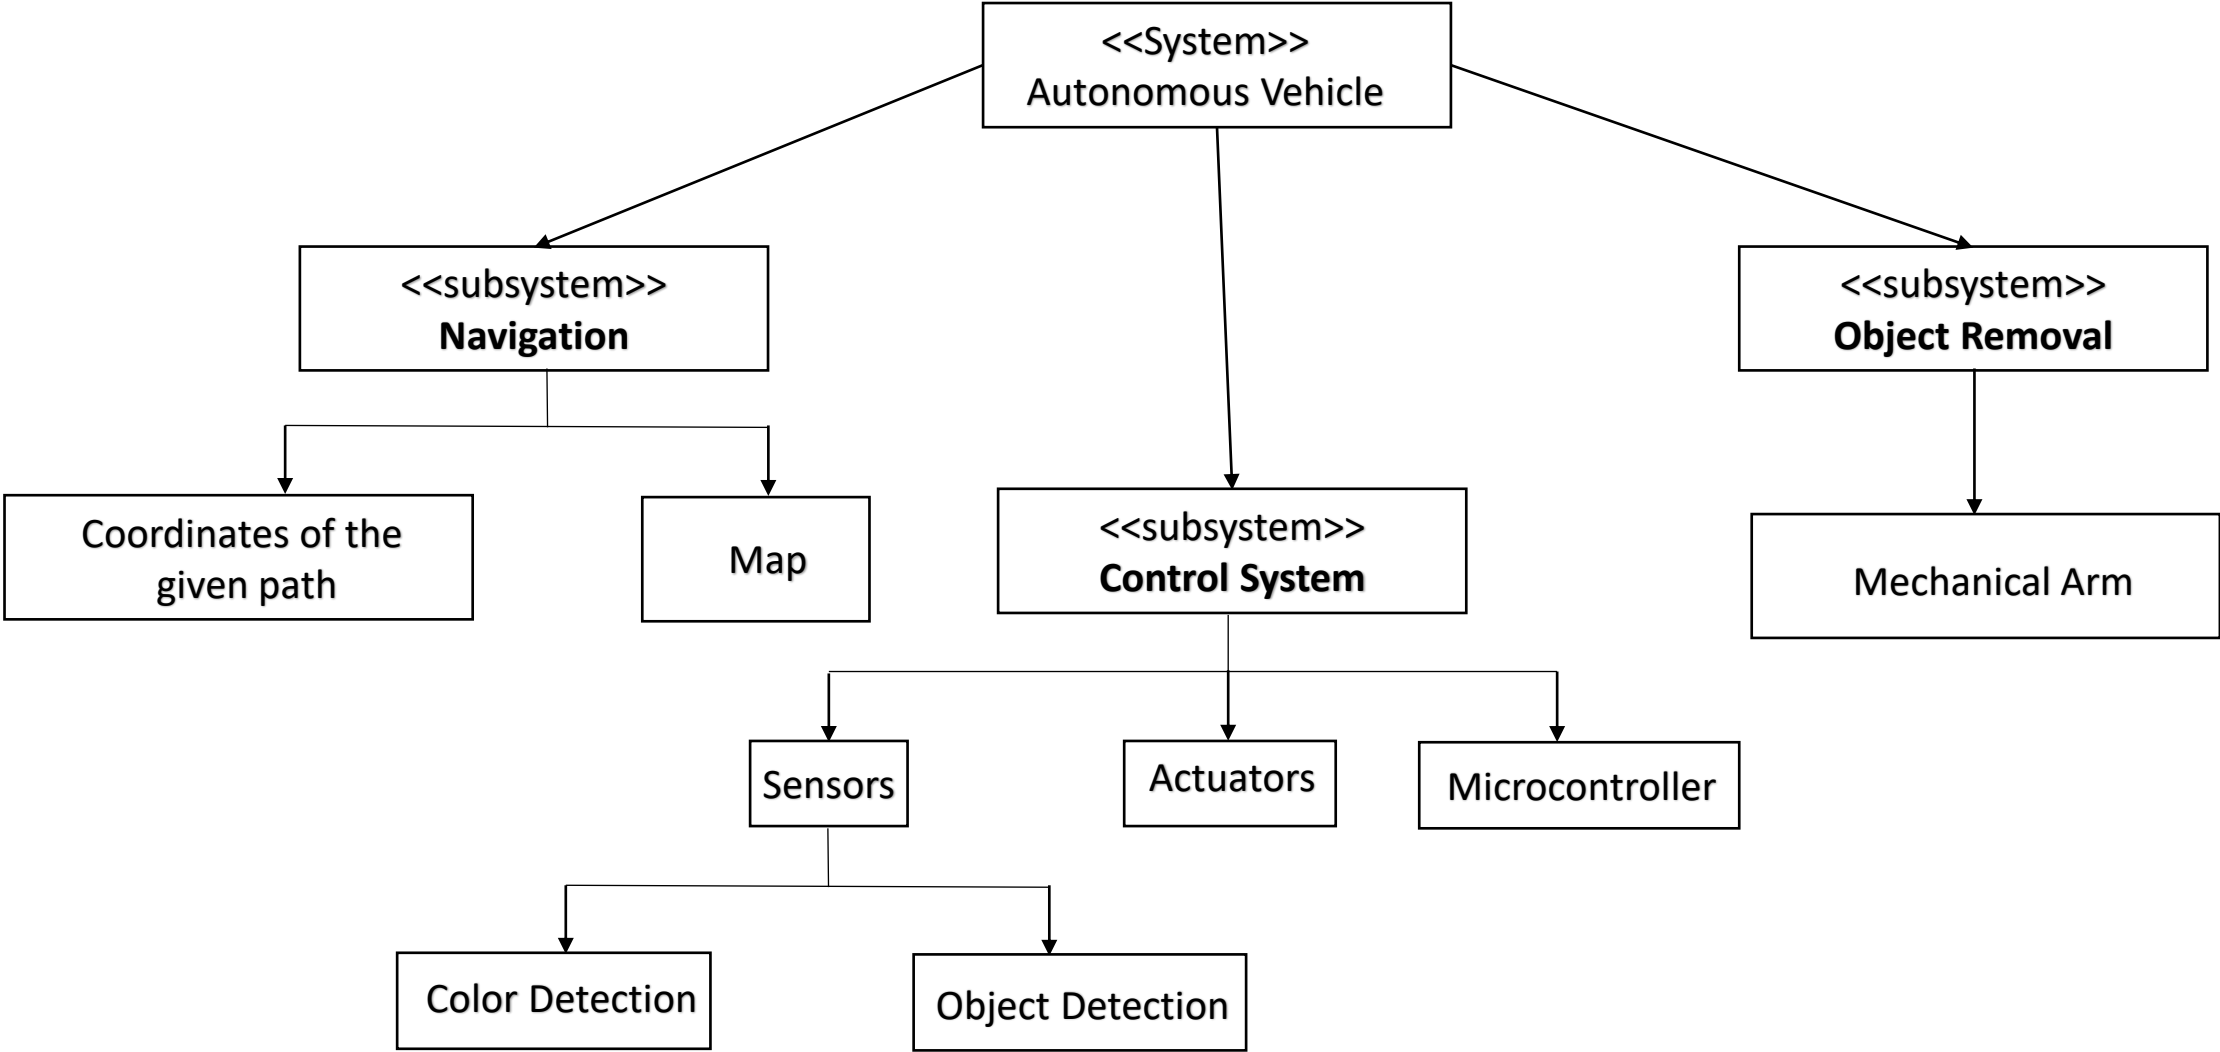 <<System>>
Autonomous Vehicle
<<subsystem>>
Navigation
<<subsystem>>
Object Removal
Coordinates of the
given path
Map
<<subsystem>>
Control System
Mechanical Arm
Sensors
Actuators
Microcontroller
Color Detection
Object Detection